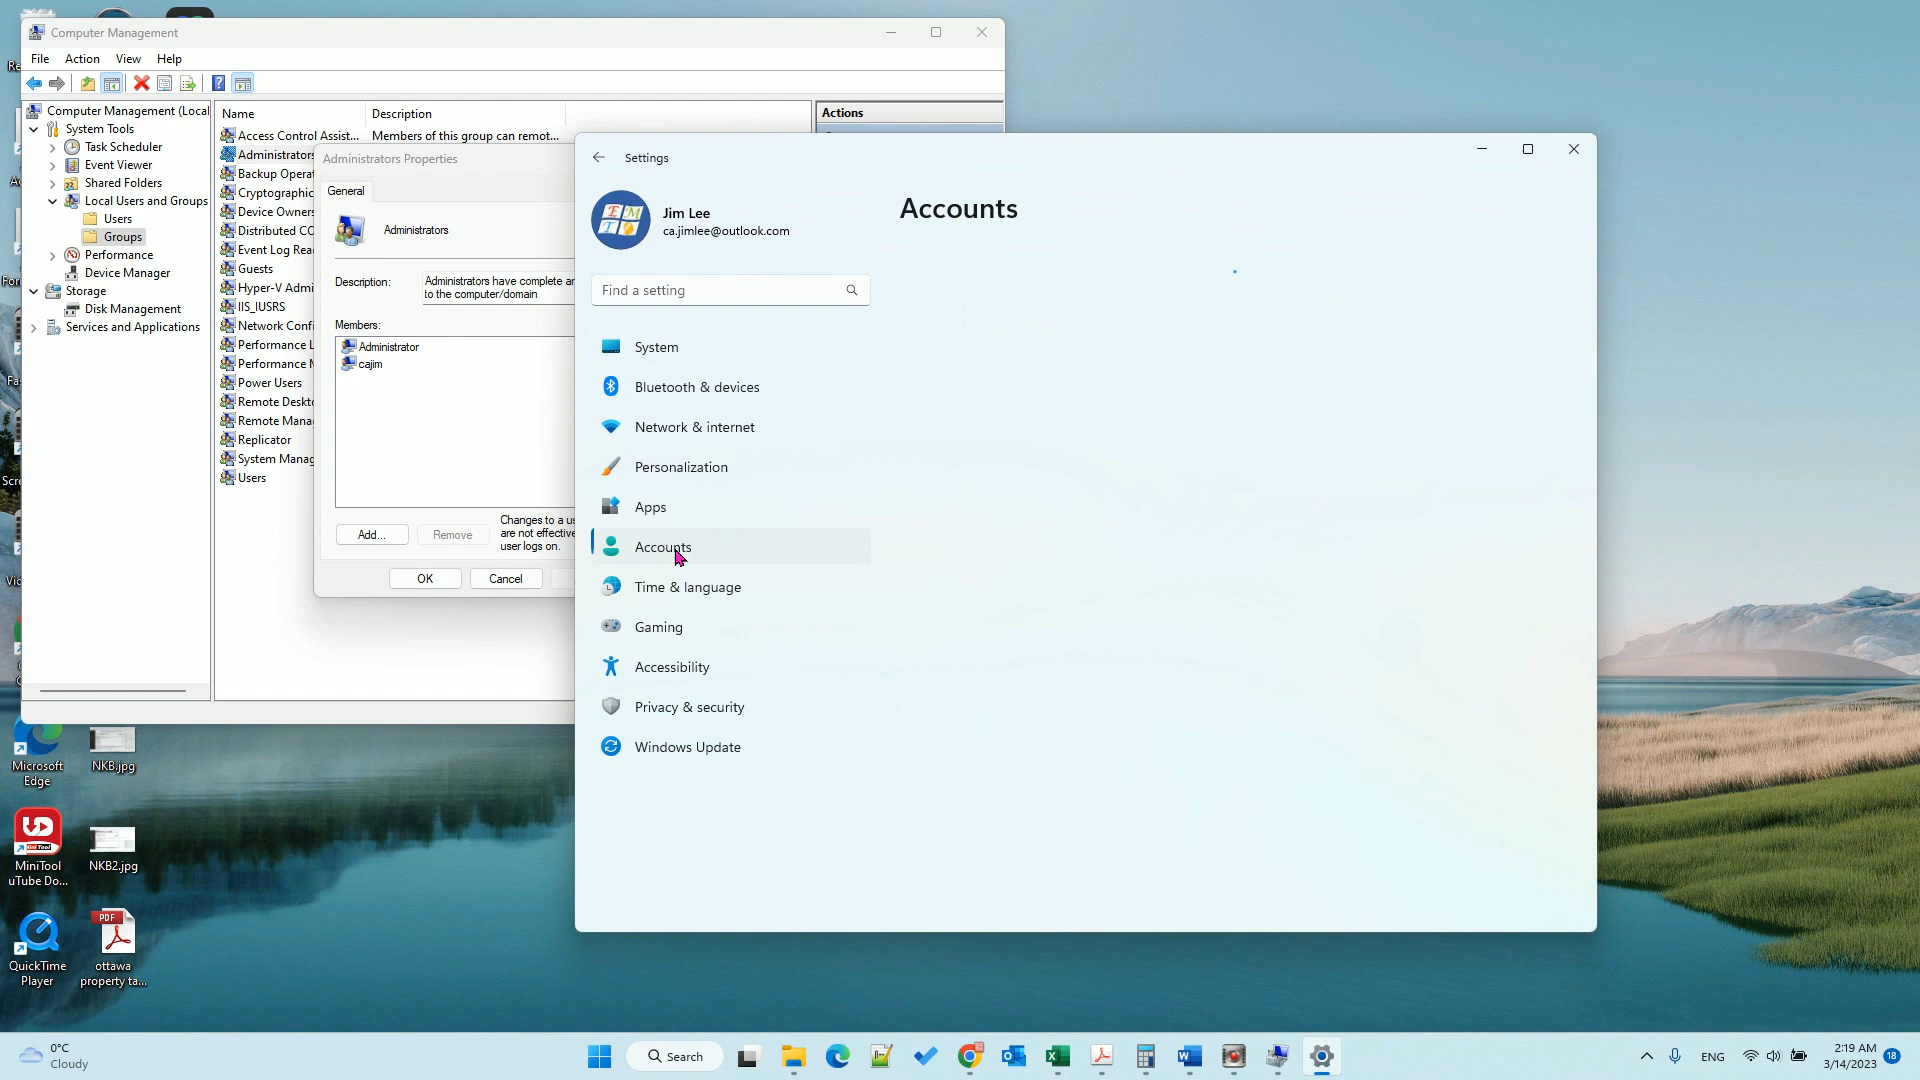 Computer Management
File Action View Help
Computer Management (Local
System Tools
Task Scheduler
Event Viewer
Shared Folders
Local Users and Groups
Users
Groups
Performance
Device Manager
Storage
Disk Management
Services and Applications
Name Description
Access Control Assist... Members of this group can remot...
Administrators
Backup Opera
Cryptographic
Device Owners
Distributed CO
Event Log Rea
Guests
Hyper-V Admi
IIS_IUSRS
Network Confi
Performance L
Performance M
Power Users
Remote Deskt
Remote Mana
Replicator
System Manag
Users
Actions
Administrators Properties
General
Administrators
Description: Administrators have complete an
to the computer/domain
Members:
Administrator
cajim
Add... Remove
Changes to a us
are not effective
user logs on.
OK Cancel
Settings
Jim Lee
ca.jimlee@outlook.com
Find a setting
System
Bluetooth & devices
Network & internet
Personalization
Apps
Accounts
Time & language
Gaming
Accessibility
Privacy & security
Windows Update
Accounts
Microsoft
Edge
NKB.jpg
MiniTool
uTube Do...
NKB2.jpg
QuickTime
Player
PDF
ottawa
property ta...
0°C
Cloudy
Search
ENG
2:19 AM
3/14/2023
18